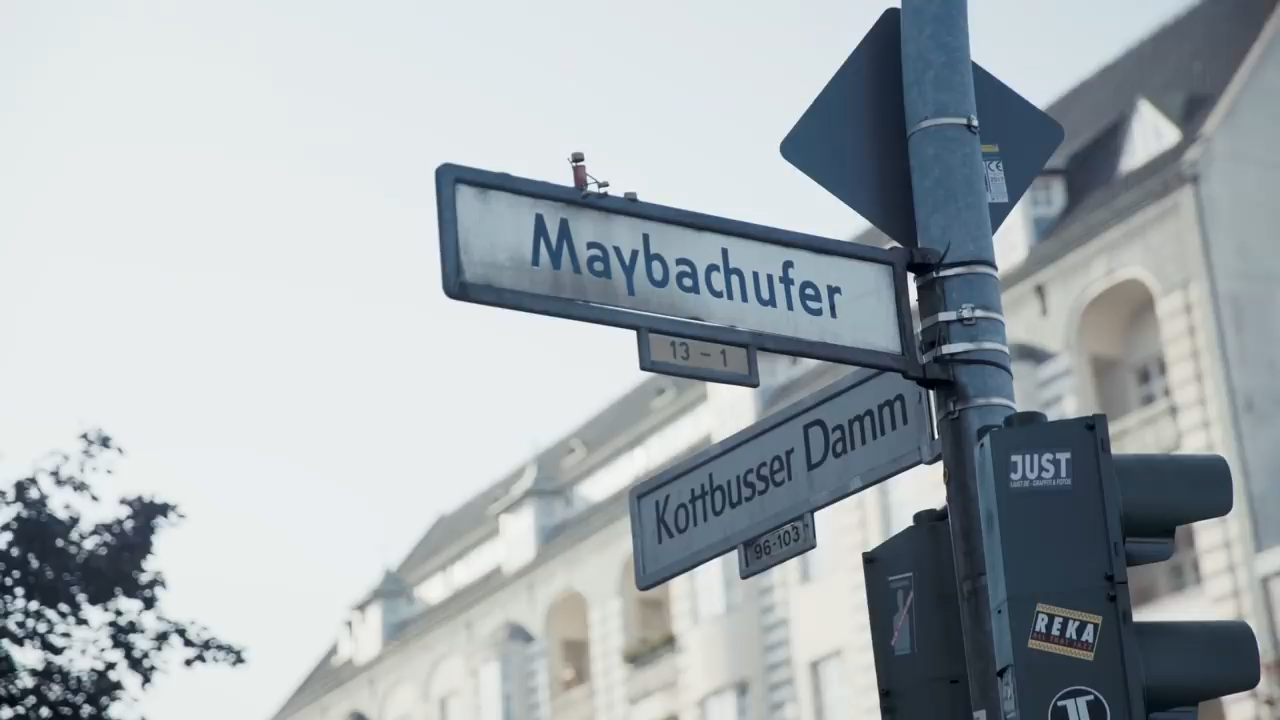 Maybachufer
13 - 1
Kottbusser Damm
96-103
JUST
REKA